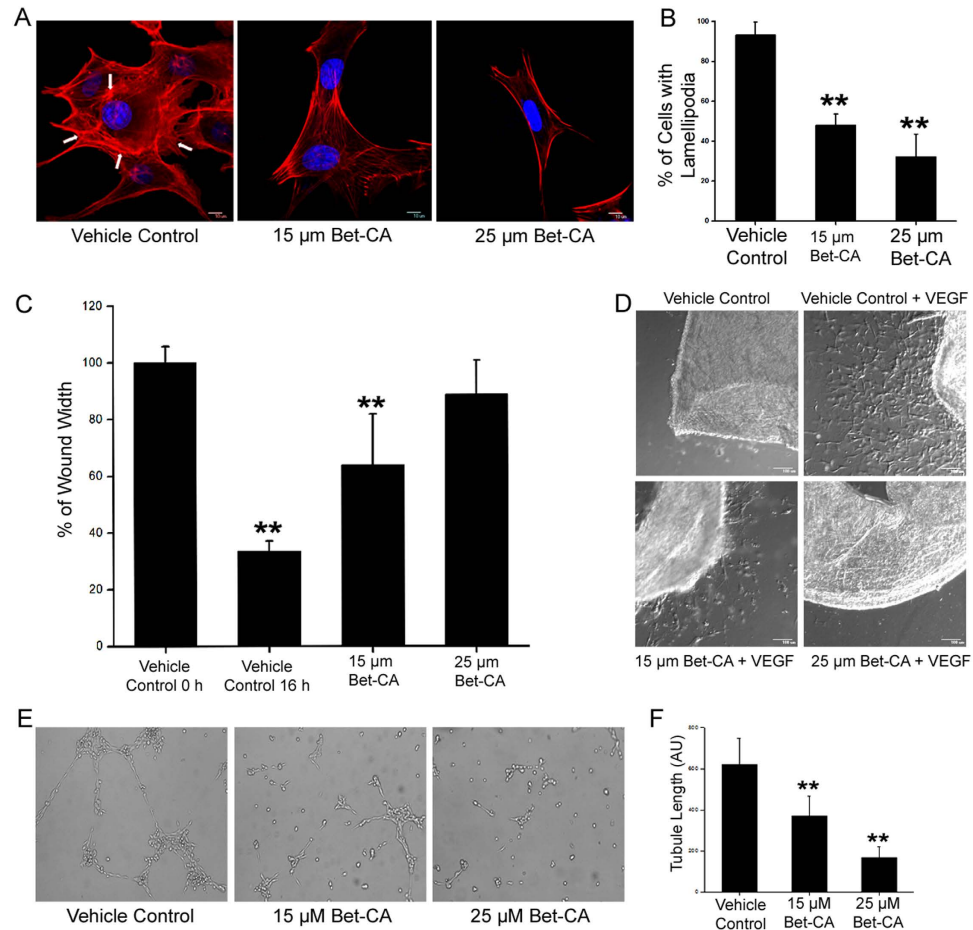 A
Vehicle Control
15 μm Bet-CA
25 μm Bet-CA
B
% of Cells with
Lamellipodia
100
80
60
40
20
0
**
**
Vehicle
Control
15 μm
Bet-CA
25 μm
Bet-CA
C
% of Wound Width
120
100
80
60
40
20
0
**
**
Vehicle
Control 0 h
Vehicle
Control 16 h
15 μm
Bet-CA
25 μm
Bet-CA
D
Vehicle Control
Vehicle Control + VEGF
15 μm Bet-CA + VEGF
25 μm Bet-CA + VEGF
E
Vehicle Control
15 μM Bet-CA
25 μM Bet-CA
F
Tubule Length (AU)
800
600
400
200
0
**
**
Vehicle
Control
15 μM
Bet-CA
25 μM
Bet-CA